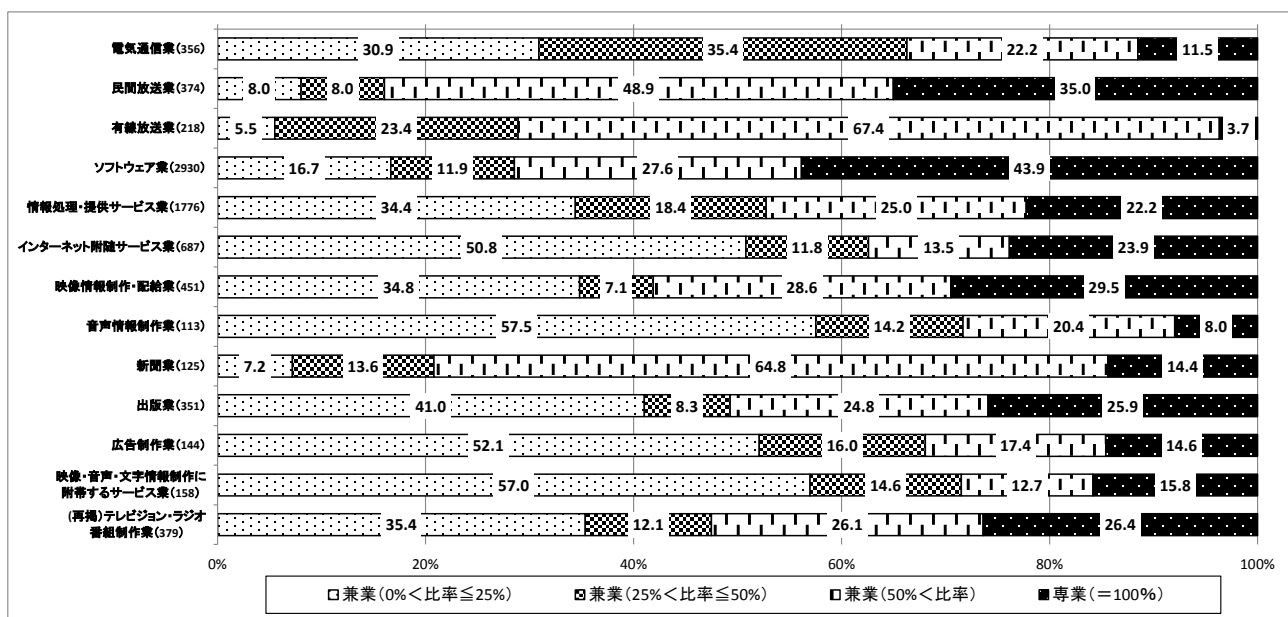 電気通信業(356) 30.9 35.4 22.2 11.5
民間放送業(374) 8.0 8.0 48.9 35.0
有線放送業(218) 5.5 23.4 67.4 3.7
ソフトウェア業(2930) 16.7 11.9 27.6 43.9
情報処理・提供サービス業(1776) 34.4 18.4 25.0 22.2
インターネット附随サービス業(687) 50.8 11.8 13.5 23.9
映像情報制作・配給業(451) 34.8 7.1 28.6 29.5
音声情報制作業(113) 57.5 14.2 20.4 8.0
新聞業(125) 7.2 13.6 64.8 14.4
出版業(351) 41.0 8.3 24.8 25.9
広告制作業(144) 52.1 16.0 17.4 14.6
映像・音声・文字情報制作に
附帯するサービス業(158) 57.0 14.6 12.7 15.8
(再掲)テレビジョン・ラジオ
番組制作業(379) 35.4 12.1 26.1 26.4
0% 20% 40% 60% 80% 100%
兼業(0%<比率≦25%) 兼業(25%<比率≦50%) 兼業(50%<比率) 専業(=100%)